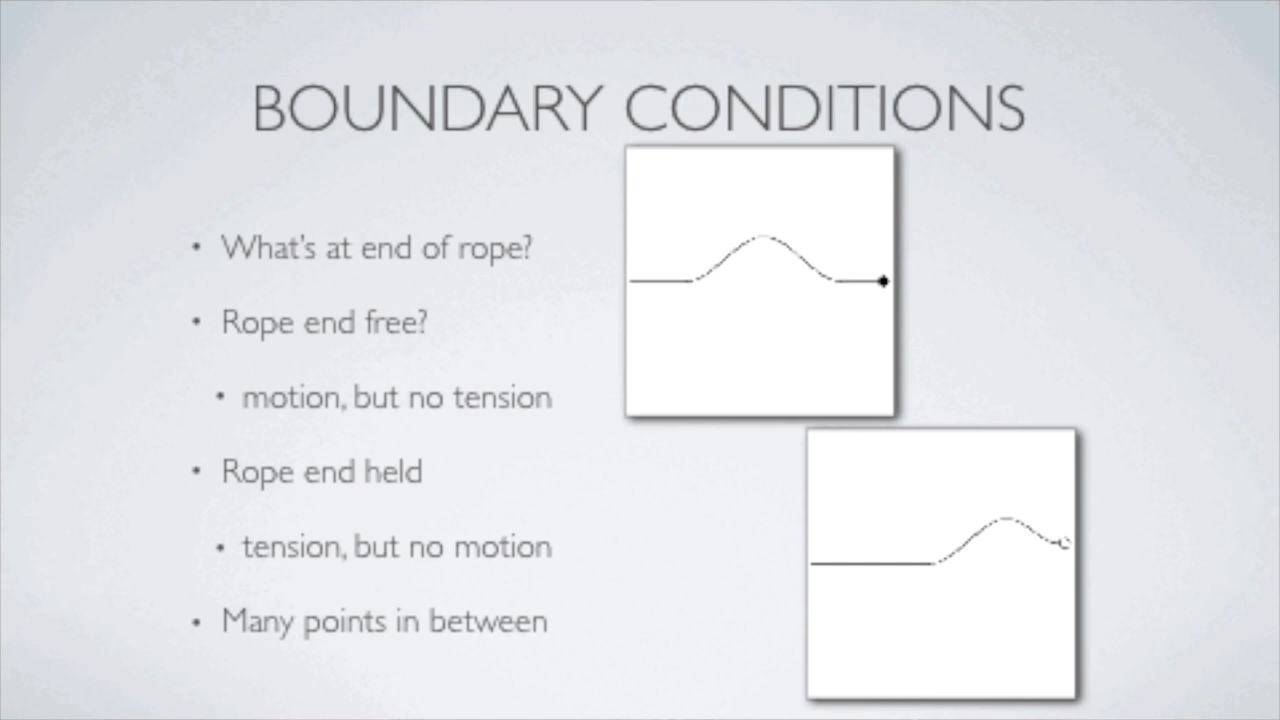 BOUNDARY CONDITIONS
• What's at end of rope?
• Rope end free?
• motion, but no tension
• Rope end held
• tension, but no motion
• Many points in between